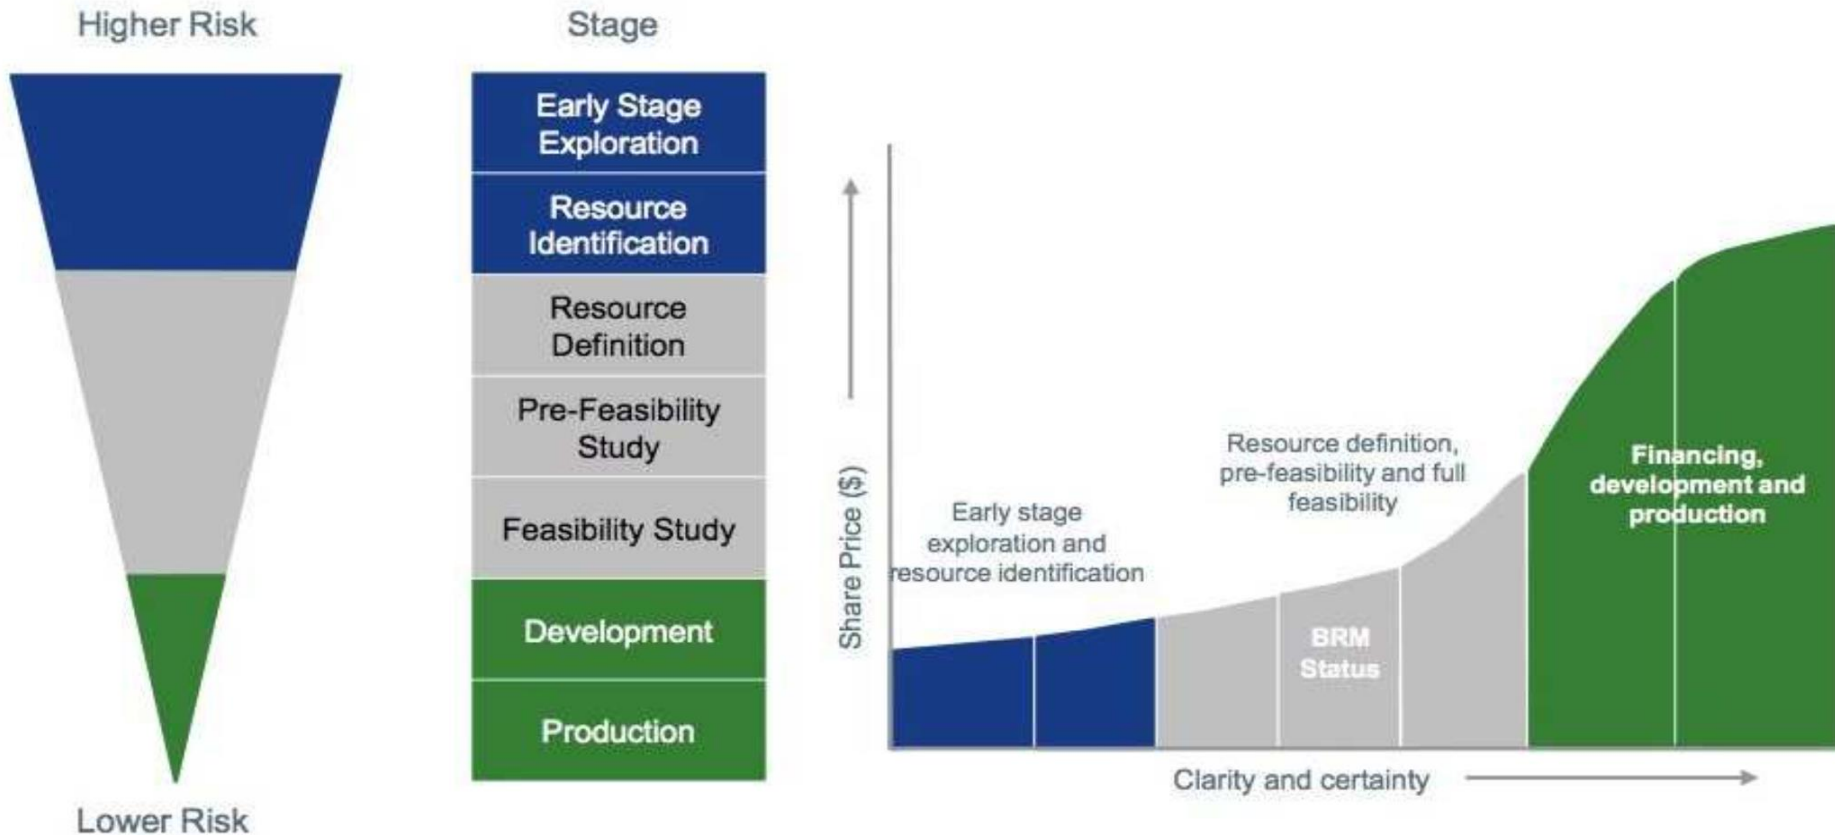 Higher Risk
Lower Risk
Stage
Early Stage
Exploration
Resource
Identification
Resource
Definition
Pre-Feasibility
Study
Feasibility Study
Development
Production
Share Price ($)
Early stage
exploration and
resource identification
Resource definition,
pre-feasibility and full
feasibility
BRM
Status
Financing,
development and
production
Clarity and certainty